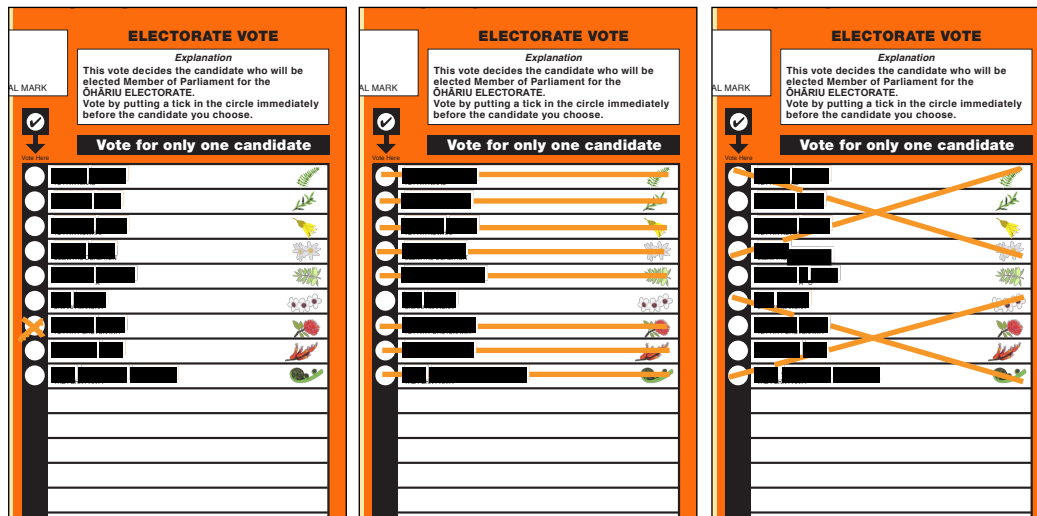 ELECTORATE VOTE
Explanation
This vote decides the candidate who will be
elected Member of Parliament for the
ŌHĀRIU ELECTORATE.
Vote by putting a tick in the circle immediately
before the candidate you choose.
AL MARK
Vote for only one candidate
Vote Here
ELECTORATE VOTE
Explanation
This vote decides the candidate who will be
elected Member of Parliament for the
ŌHĀRIU ELECTORATE.
Vote by putting a tick in the circle immediately
before the candidate you choose.
AL MARK
Vote for only one candidate
Vote Here
ELECTORATE VOTE
Explanation
This vote decides the candidate who will be
elected Member of Parliament for the
ŌHĀRIU ELECTORATE.
Vote by putting a tick in the circle immediately
before the candidate you choose.
AL MARK
Vote for only one candidate
Vote Here